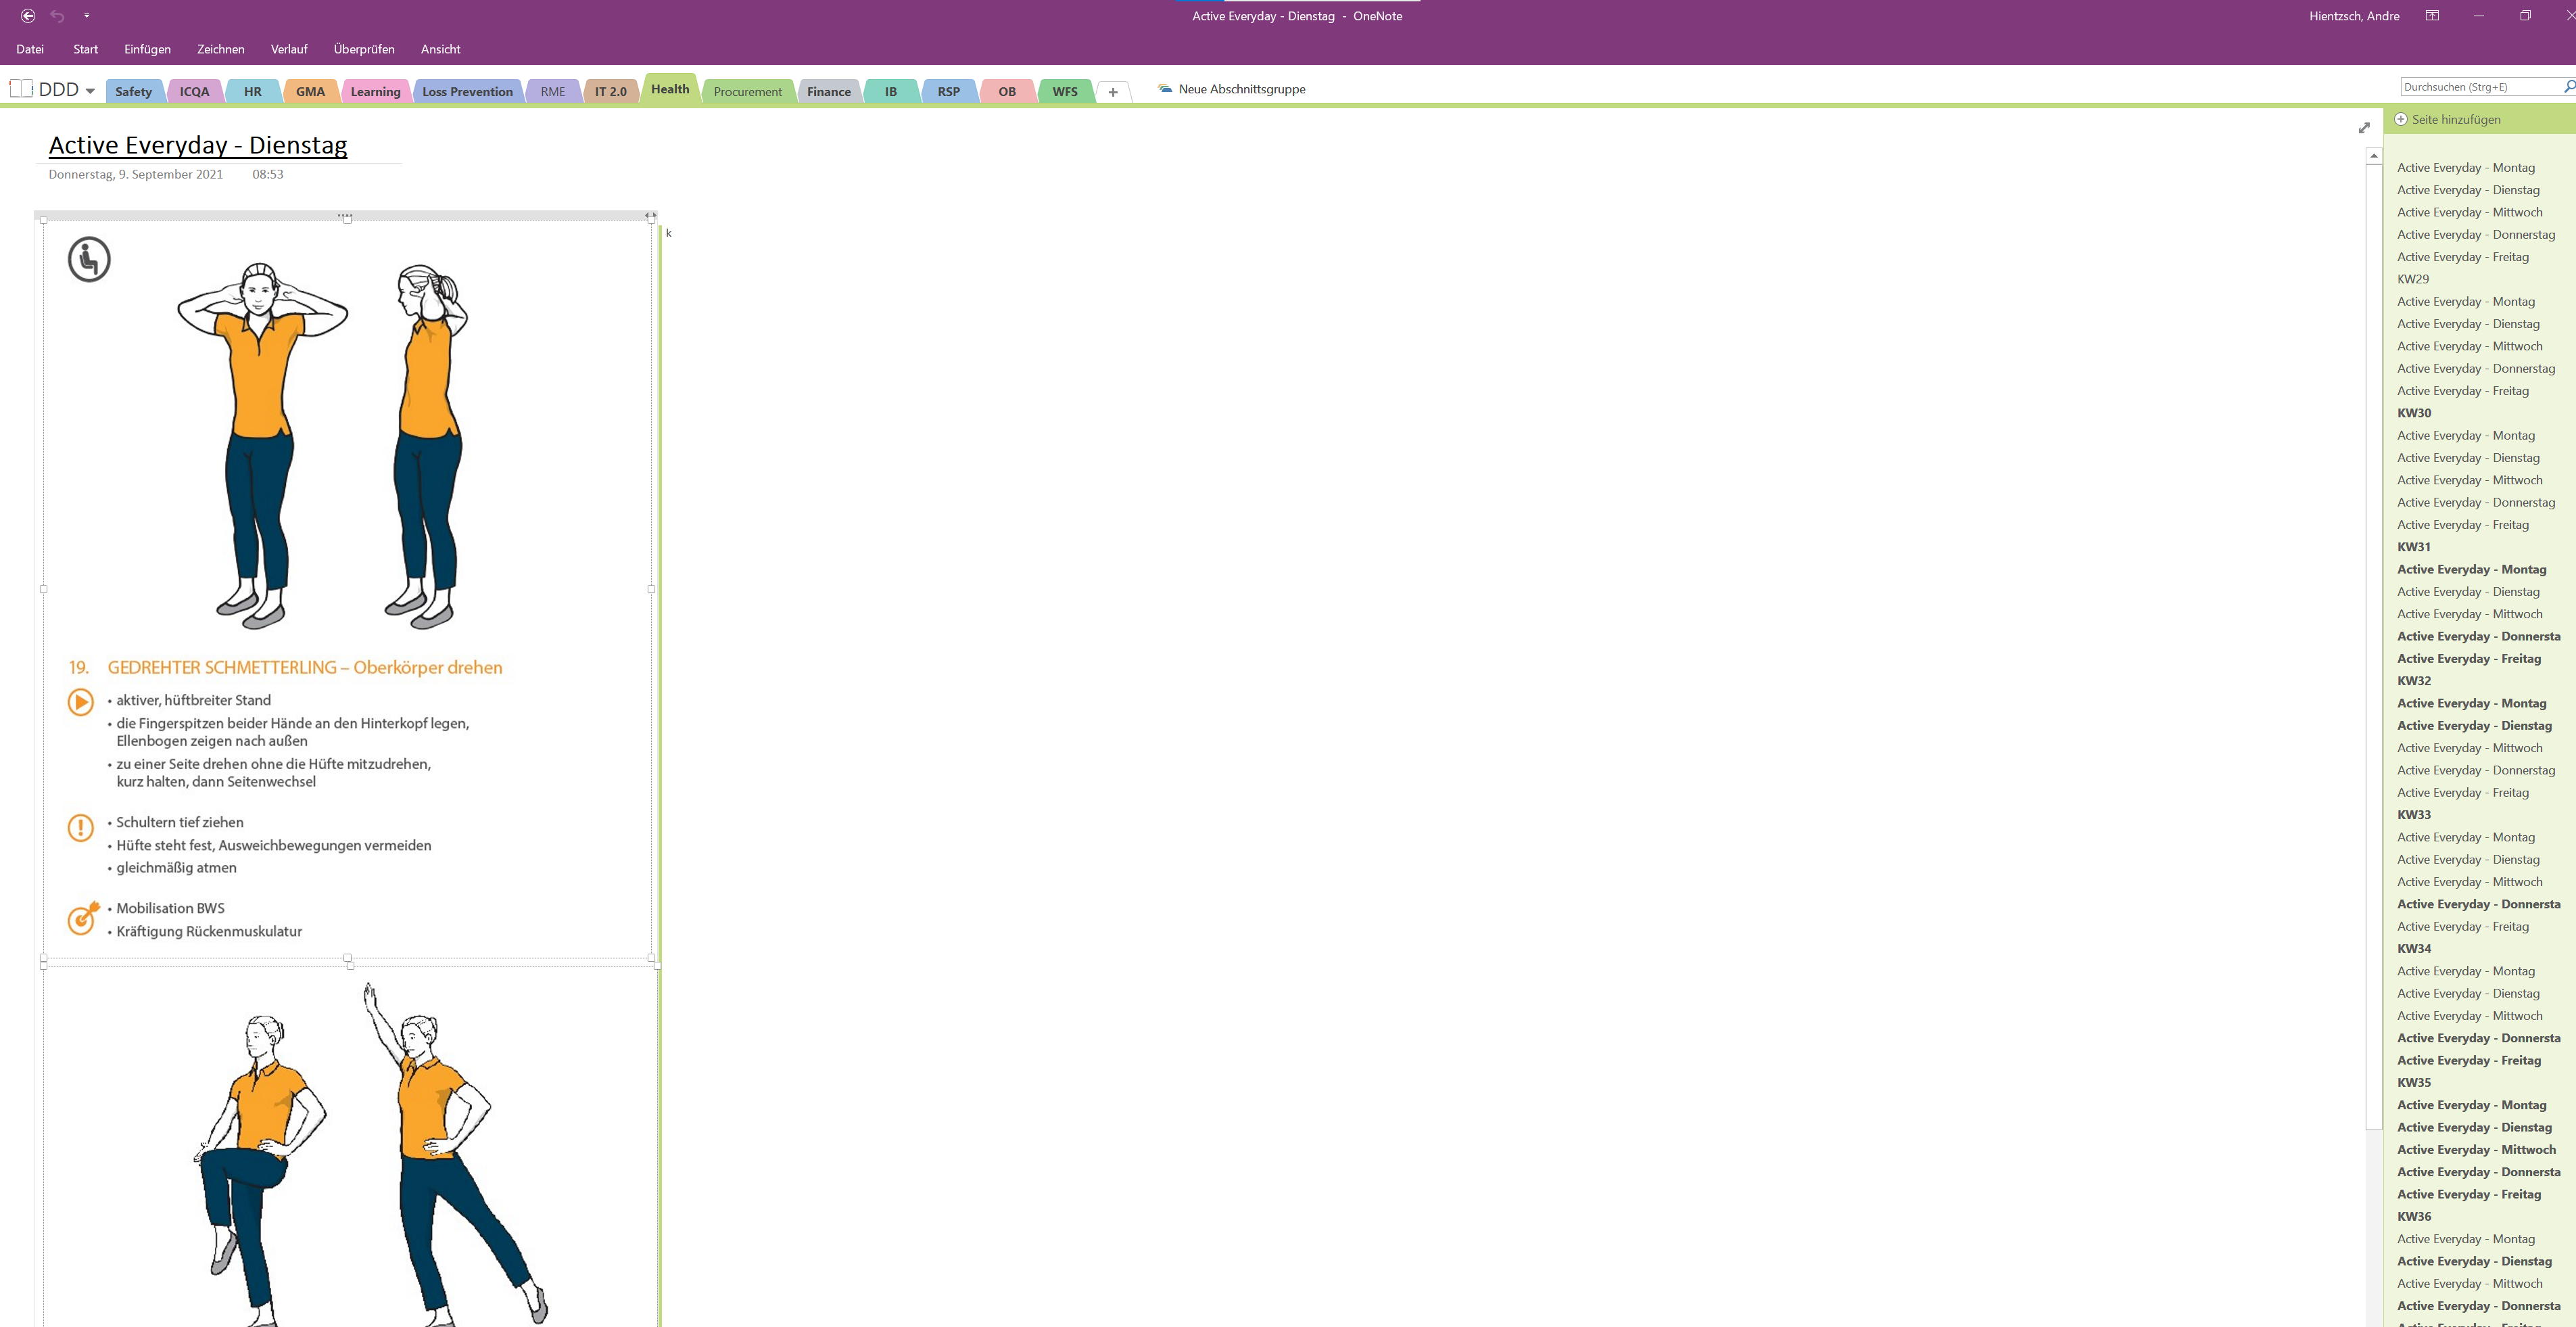 Active Everyday - Dienstag - OneNote
Hientzsch, Andre
Datei Start Einfügen Zeichnen Verlauf Überprüfen Ansicht
DDD Safety ICQA HR GMA Learning Loss Prevention RME IT 2.0 Health Procurement Finance IB RSP OB WFS + Neue Abschnittsgruppe
Durchsuchen (Strg+E)
Active Everyday - Dienstag
Donnerstag, 9. September 2021 08:53
k
19. GEDREHTER SCHMETTERLING – Oberkörper drehen
• aktiver, hüftbreiter Stand
• die Fingerspitzen beider Hände an den Hinterkopf legen,
Ellenbogen zeigen nach außen
• zu einer Seite drehen ohne die Hüfte mitzudrehen,
kurz halten, dann Seitenwechsel
• Schultern tief ziehen
• Hüfte steht fest, Ausweichbewegungen vermeiden
• gleichmäßig atmen
• Mobilisation BWS
• Kräftigung Rückenmuskulatur
Seite hinzufügen
Active Everyday - Montag
Active Everyday - Dienstag
Active Everyday - Mittwoch
Active Everyday - Donnerstag
Active Everyday - Freitag
KW29
Active Everyday - Montag
Active Everyday - Dienstag
Active Everyday - Mittwoch
Active Everyday - Donnerstag
Active Everyday - Freitag
KW30
Active Everyday - Montag
Active Everyday - Dienstag
Active Everyday - Mittwoch
Active Everyday - Donnerstag
Active Everyday - Freitag
KW31
Active Everyday - Montag
Active Everyday - Dienstag
Active Everyday - Mittwoch
Active Everyday - Donnersta
Active Everyday - Freitag
KW32
Active Everyday - Montag
Active Everyday - Dienstag
Active Everyday - Mittwoch
Active Everyday - Donnerstag
Active Everyday - Freitag
KW33
Active Everyday - Montag
Active Everyday - Dienstag
Active Everyday - Mittwoch
Active Everyday - Donnersta
Active Everyday - Freitag
KW34
Active Everyday - Montag
Active Everyday - Dienstag
Active Everyday - Mittwoch
Active Everyday - Donnersta
Active Everyday - Freitag
KW35
Active Everyday - Montag
Active Everyday - Dienstag
Active Everyday - Mittwoch
Active Everyday - Donnersta
Active Everyday - Freitag
KW36
Active Everyday - Montag
Active Everyday - Dienstag
Active Everyday - Mittwoch
Active Everyday - Donnersta